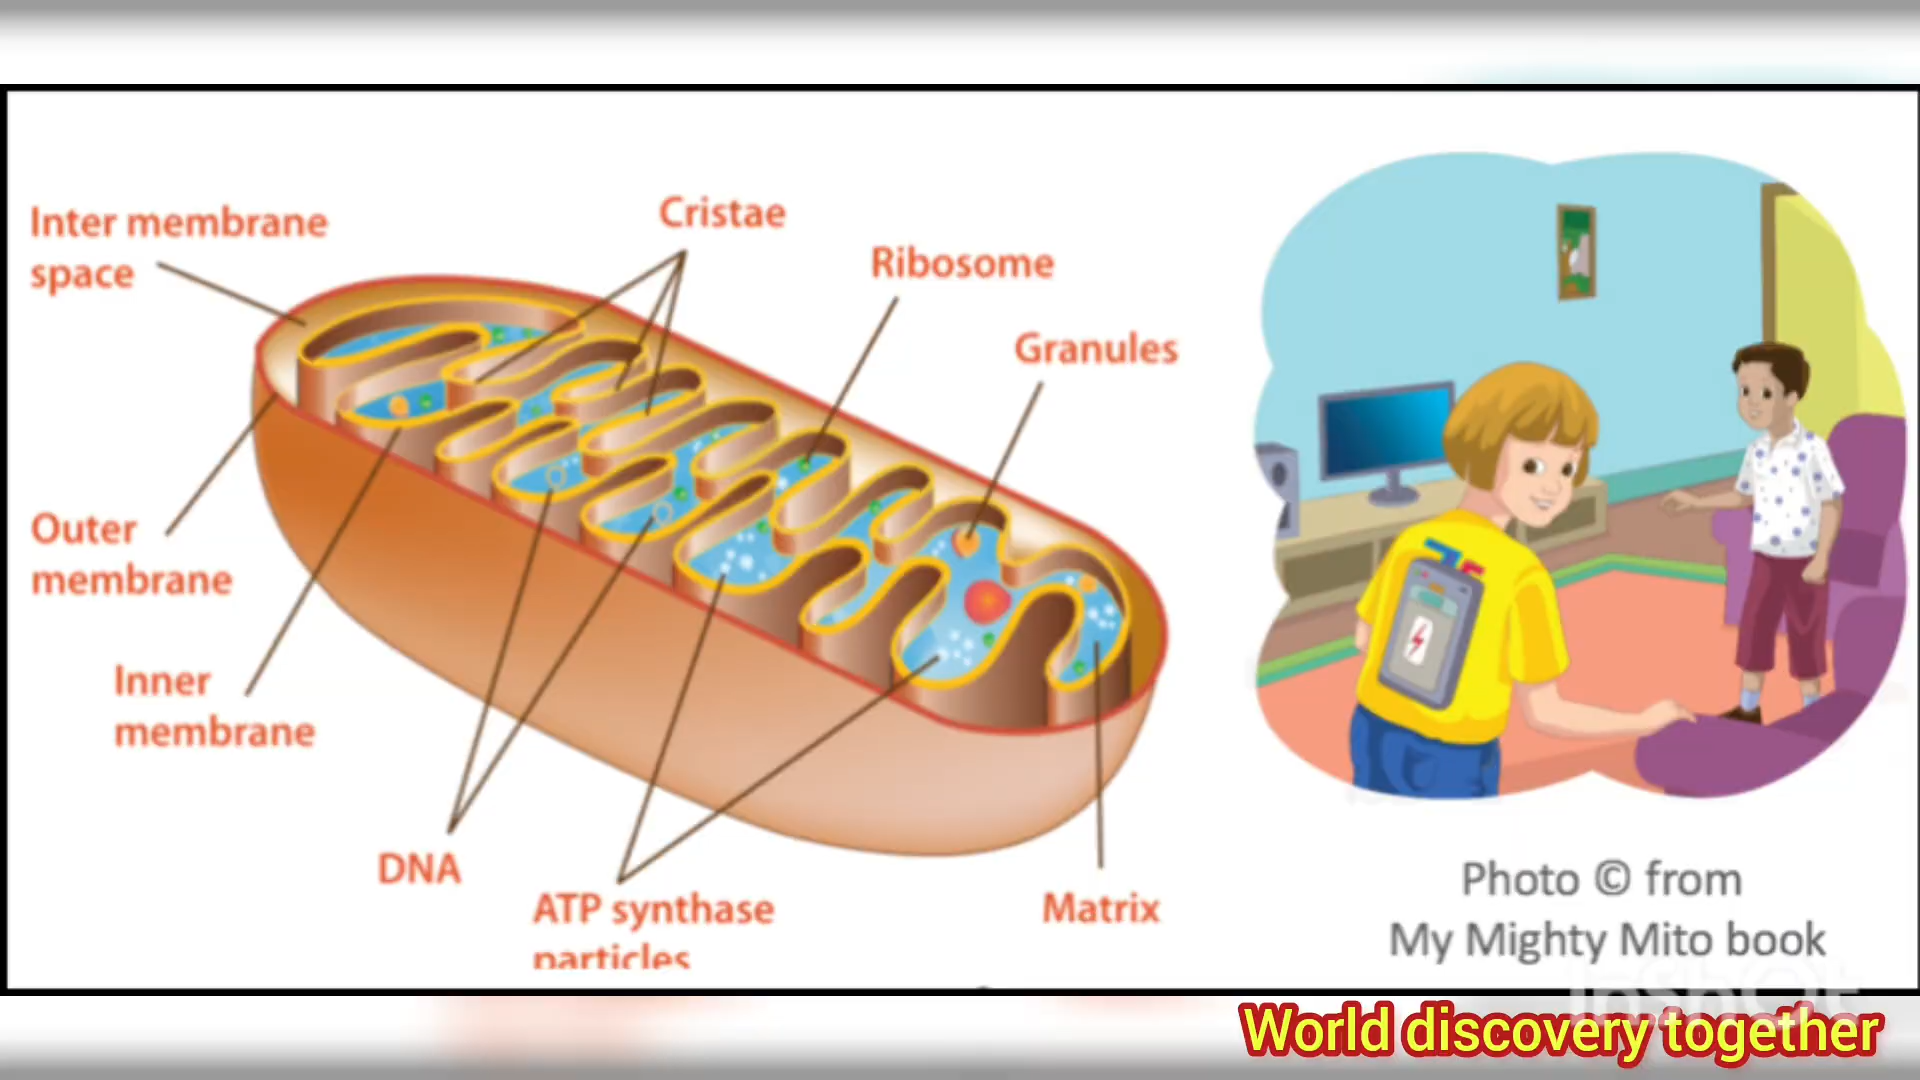 Inter membrane
space
Cristae
Ribosome
Granules
Outer
membrane
Inner
membrane
DNA
ATP synthase
particles
Matrix
Photo © from
My Mighty Mito book
InShOt
World discovery together